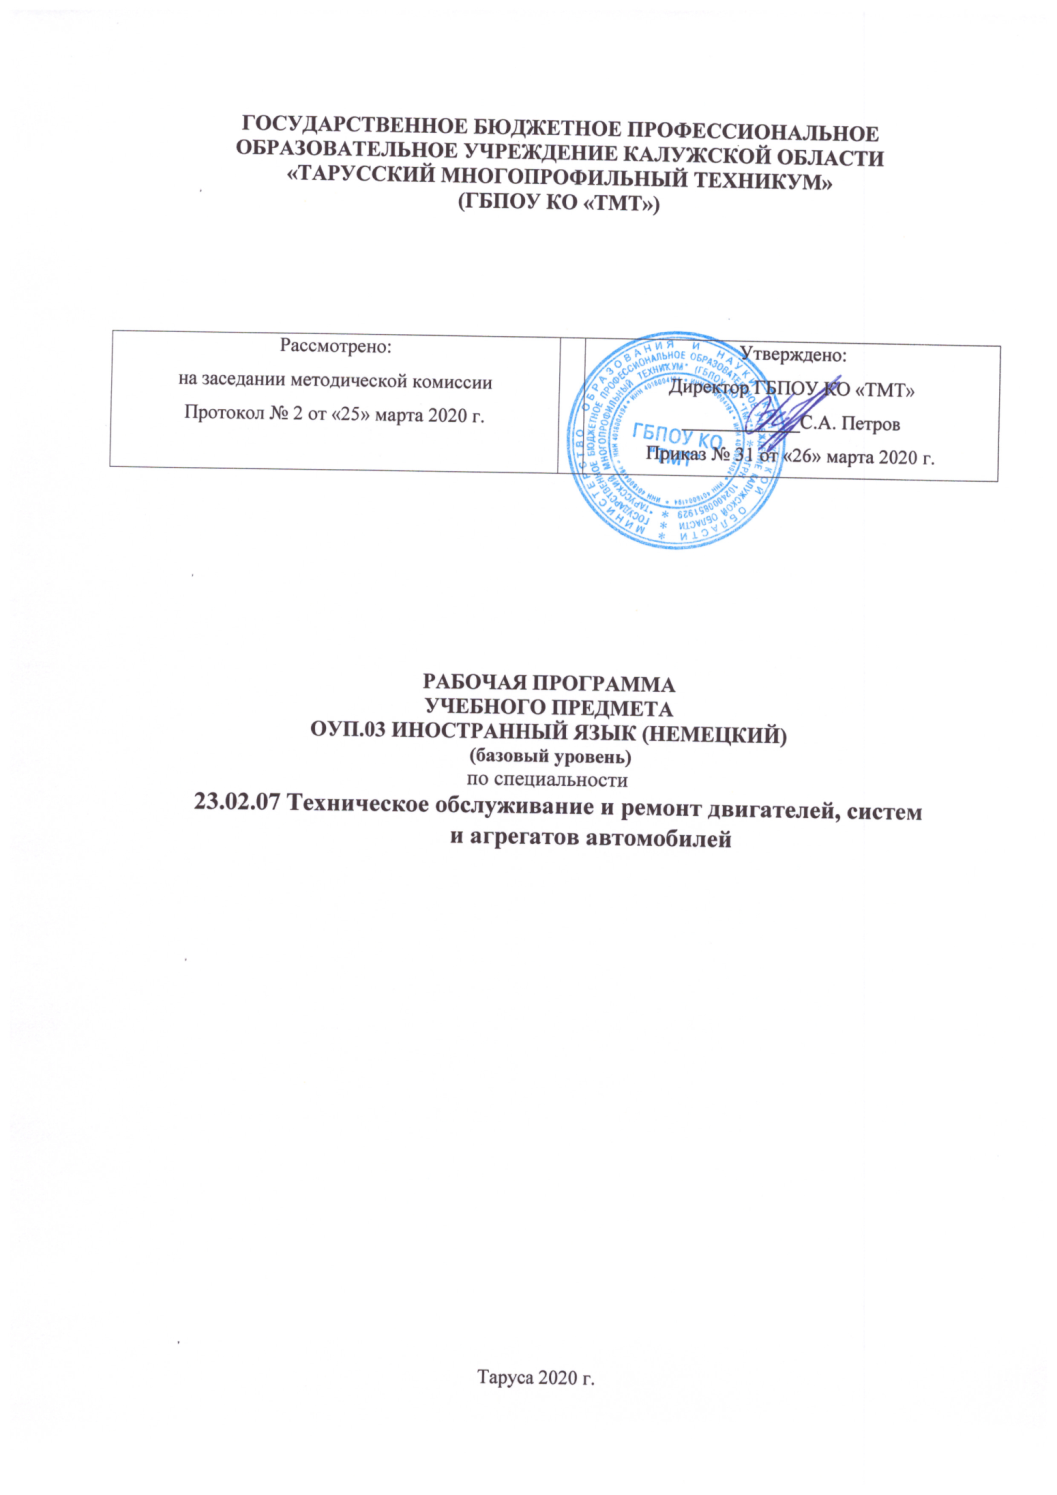 ГОСУДАРСТВЕННОЕ БЮДЖЕТНОЕ ПРОФЕССИОНАЛЬНОЕ
ОБРАЗОВАТЕЛЬНОЕ УЧРЕЖДЕНИЕ КАЛУЖСКОЙ ОБЛАСТИ
«ТАРУССКИЙ МНОГОПРОФИЛЬНЫЙ ТЕХНИКУМ»
(ГБПОУ КО «ТМТ»)
Рассмотрено:
на заседании методической комиссии
Протокол № 2 от «25» марта 2020 г.
Утверждено:
Директор ГБПОУ КО «ТМТ»
С.А. Петров
Приказ № 31 от «26» марта 2020 г.
ГБПОУ КО
"ТМТ"
РАБОЧАЯ ПРОГРАММА
УЧЕБНОГО ПРЕДМЕТА
ОУП.03 ИНОСТРАННЫЙ ЯЗЫК (НЕМЕЦКИЙ)
(базовый уровень)
по специальности
23.02.07 Техническое обслуживание и ремонт двигателей, систем
и агрегатов автомобилей
Таруса 2020 г.